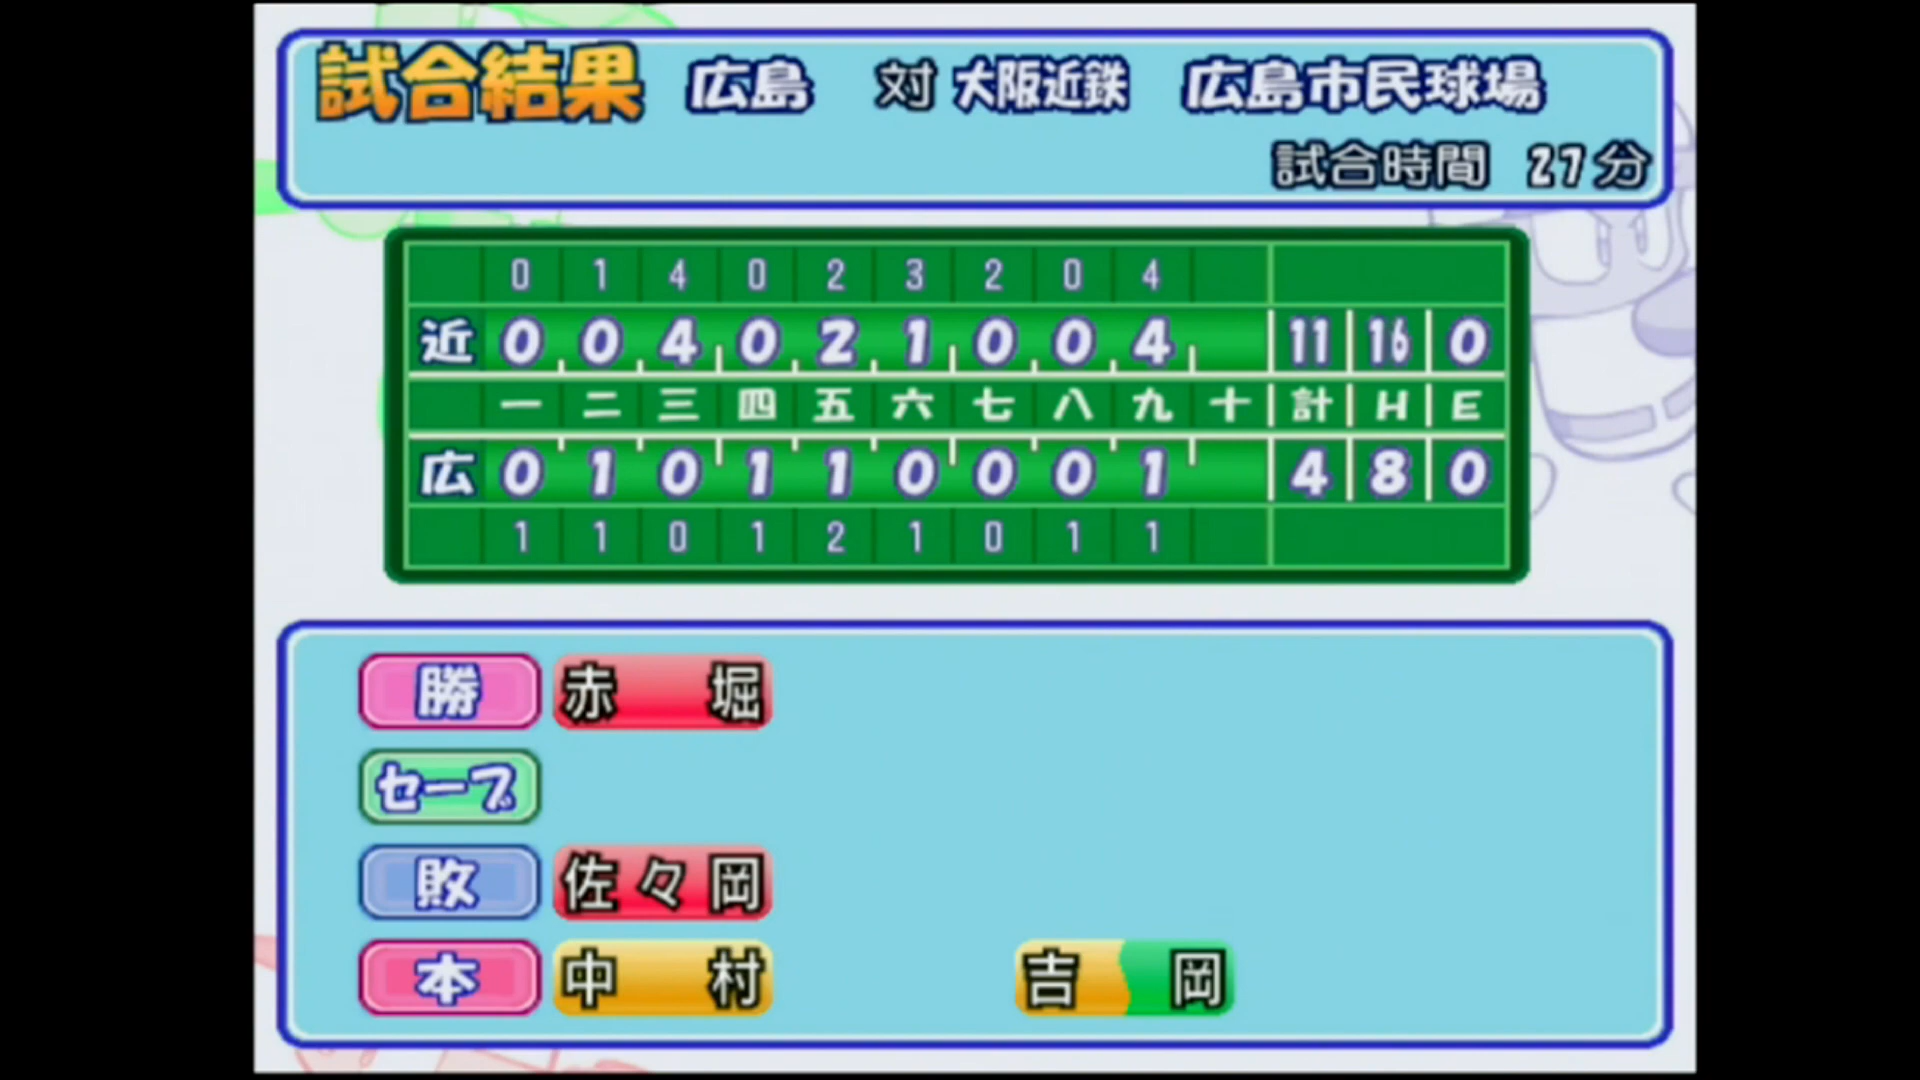 試合結果 広島 対 大阪近鉄 広島市民球場
試合時間 27分
0 1 4 0 2 3 2 0 4
近 0 0 4 0 2 1 0 0 4 11 16 0
一 二 三 四 五 六 七 八 九 十 計 H E
広 0 1 0 1 1 0 0 0 1 4 8 0
1 1 0 1 2 1 0 1 1
勝 赤堀
セーブ
敗 佐々岡
本 中村 吉岡